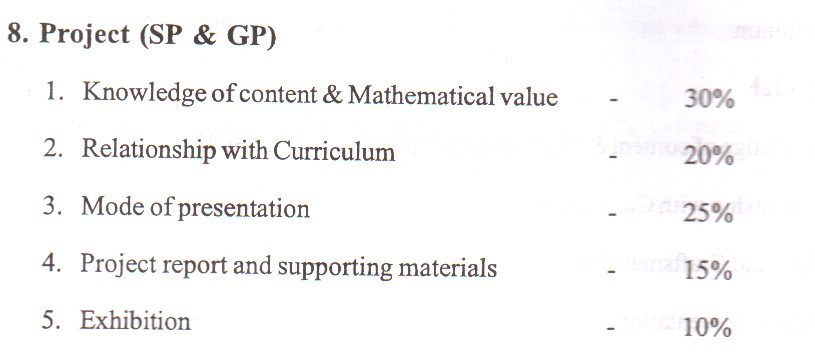 8. Project (SP & GP)
1. Knowledge of content & Mathematical value - 30%
2. Relationship with Curriculum - 20%
3. Mode of presentation - 25%
4. Project report and supporting materials - 15%
5. Exhibition - 10%